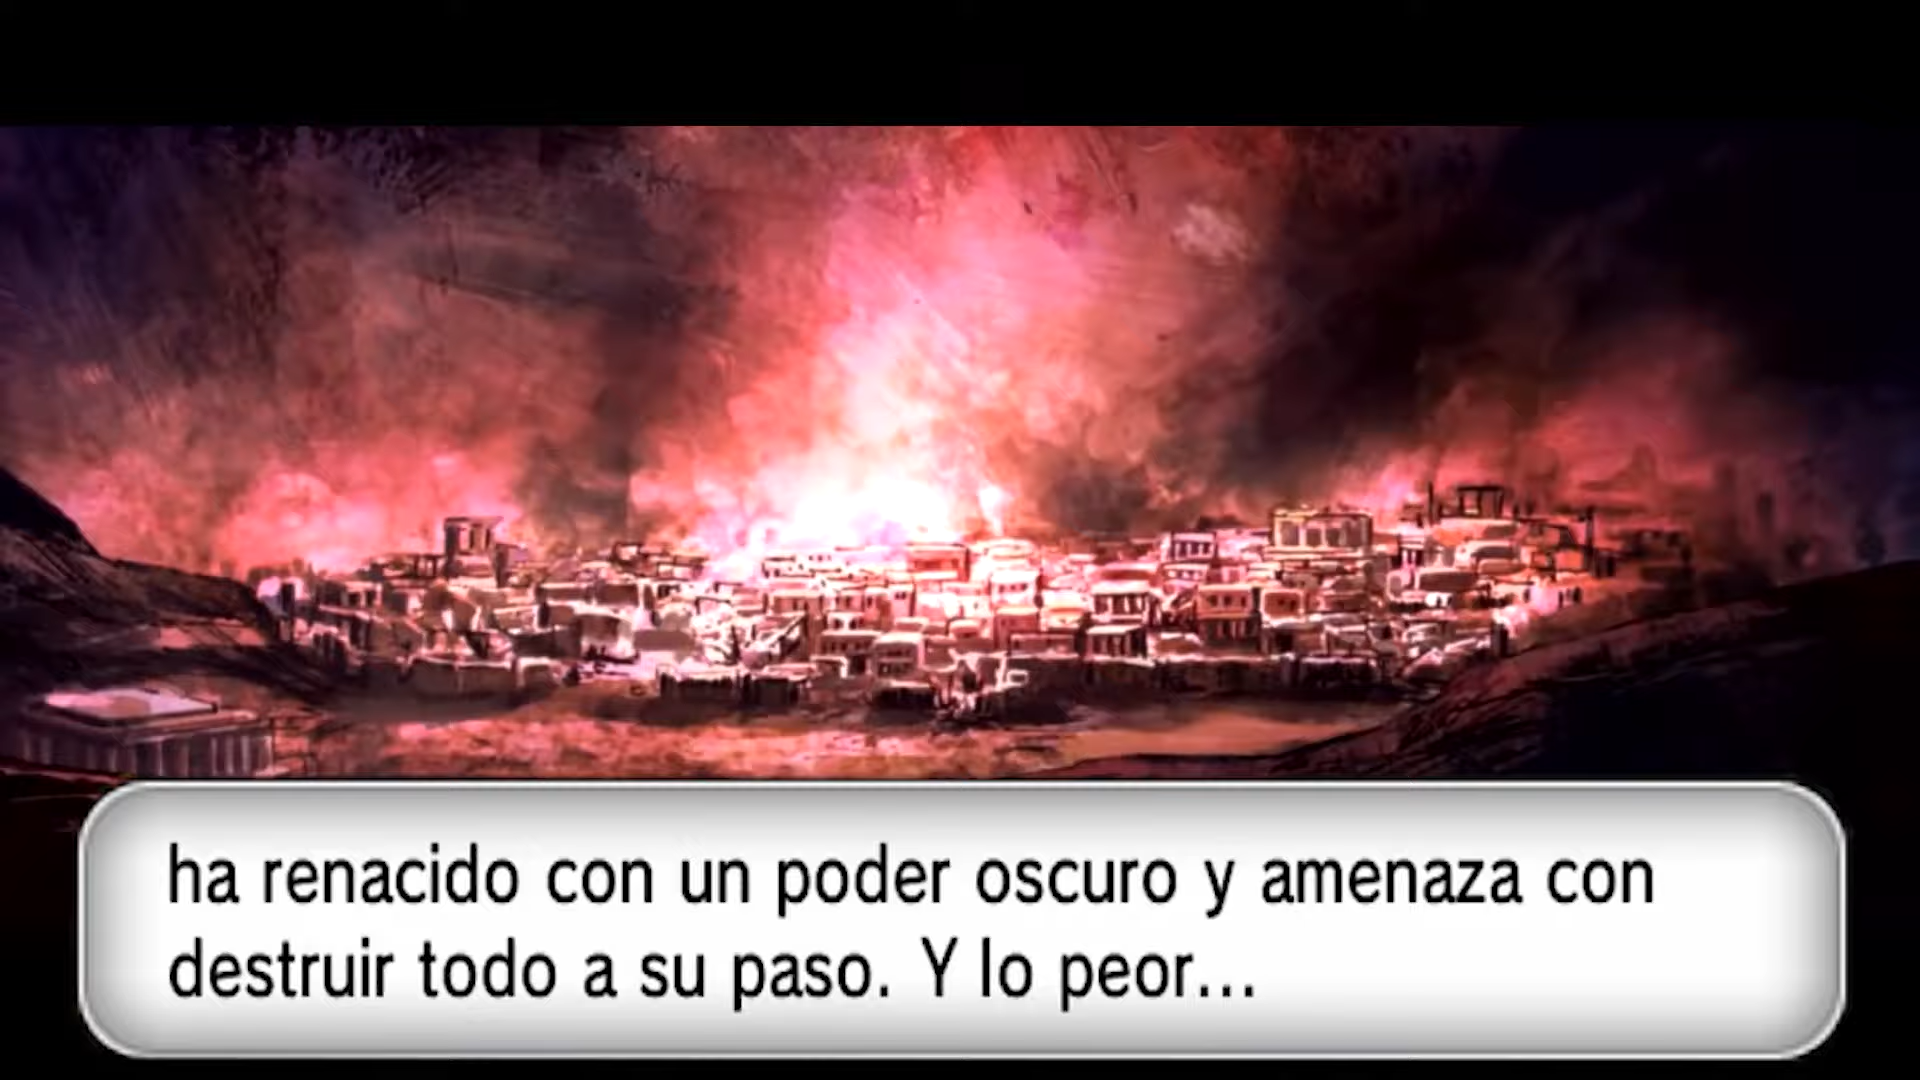 ha renacido con un poder oscuro y amenaza con
destruir todo a su paso. Y lo peor...